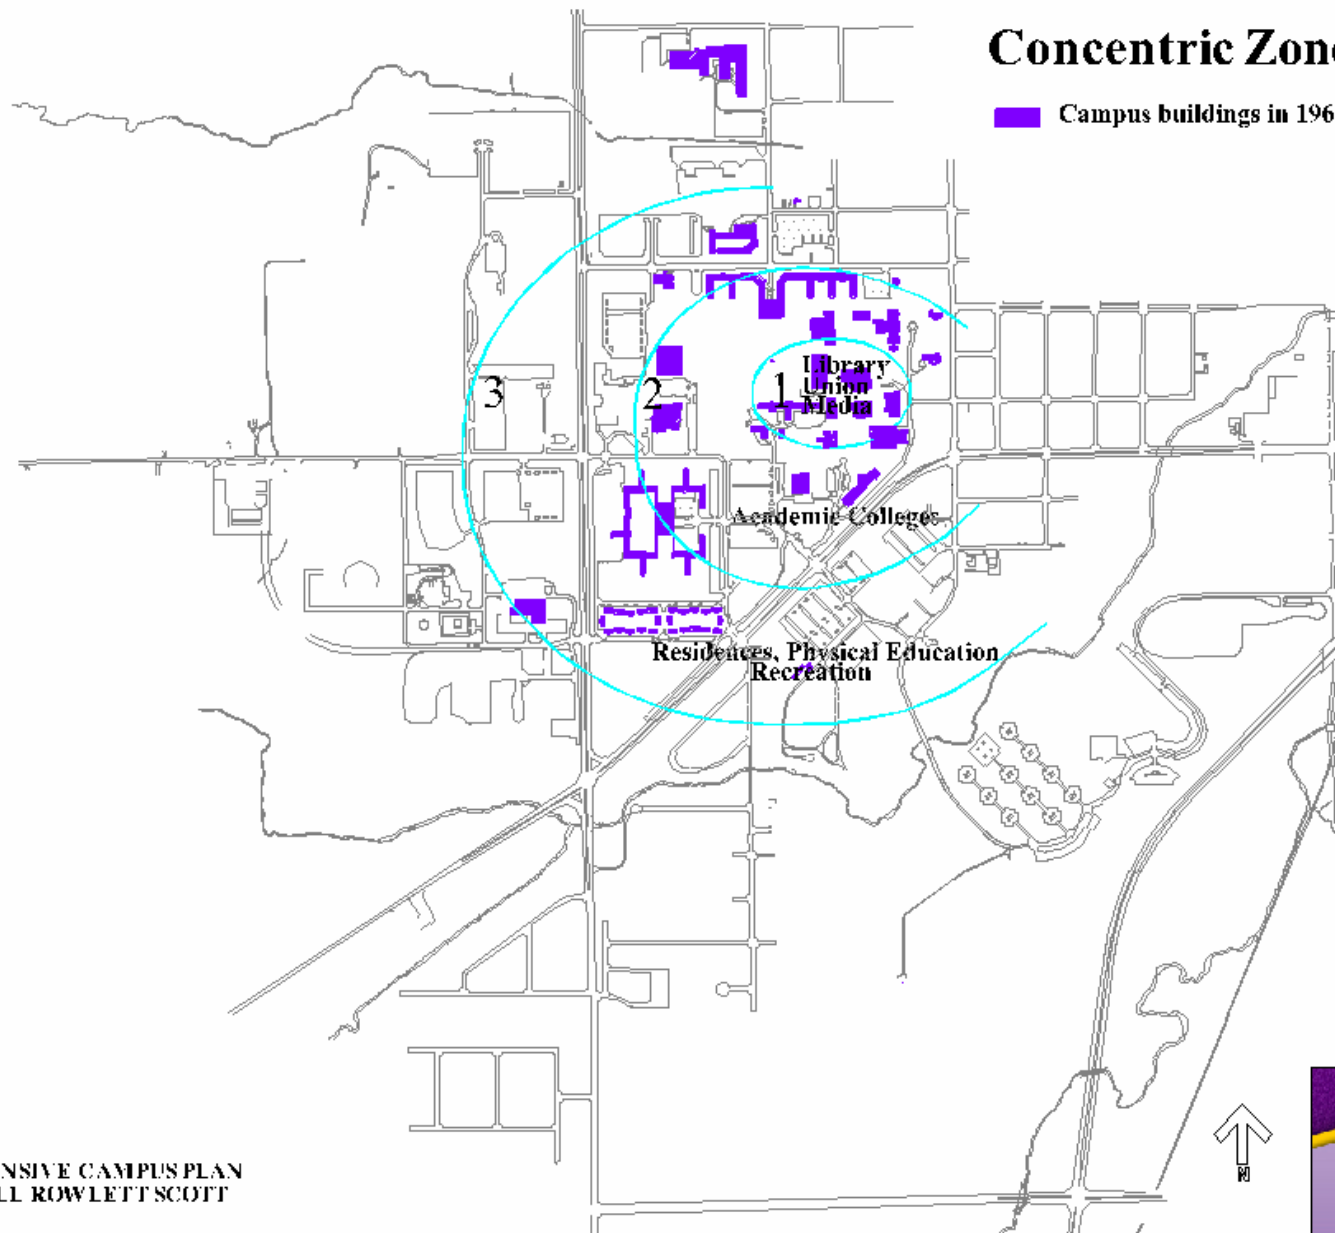 Concentric Zon
Campus buildings in 196
3
2
1
Library
Union
Media
Academic Colleges
Residences, Physical Education
Recreation
NSIVE CAMPUS PLAN
LL ROWLETT SCOTT
N